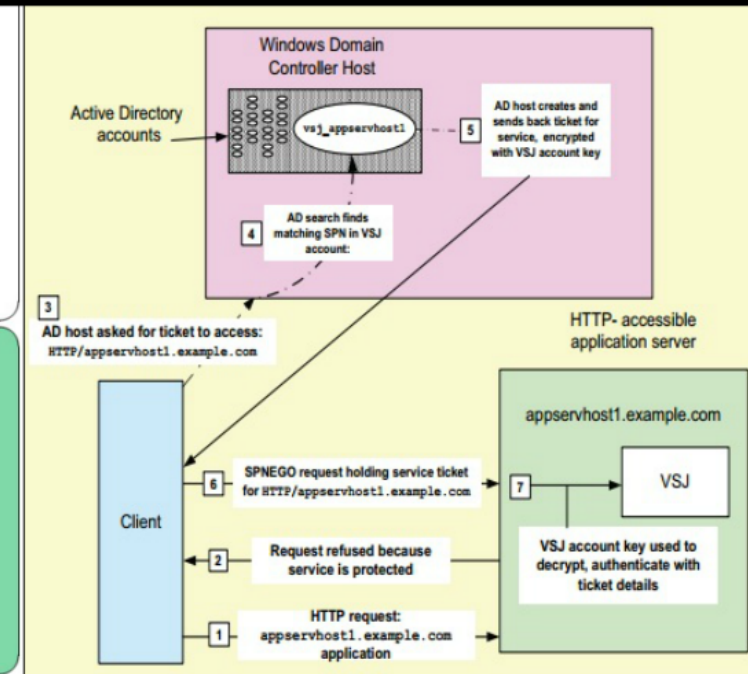 Windows Domain
Controller Host
Active Directory
accounts
vsj_appservhost1
5
AD host creates and
sends back ticket for
service, encrypted
with VSJ account key
4
AD search finds
matching SPN in VSJ
account:
3
AD host asked for ticket to access:
HTTP/appservhost1.example.com
HTTP- accessible
application server
appservhost1.example.com
Client
6
SPNEGO request holding service ticket
for HTTP/appservhost1.example.com
7
VSJ
2
Request refused because
service is protected
VSJ account key used to
decrypt, authenticate with
ticket details
1
HTTP request:
appservhost1.example.com
application